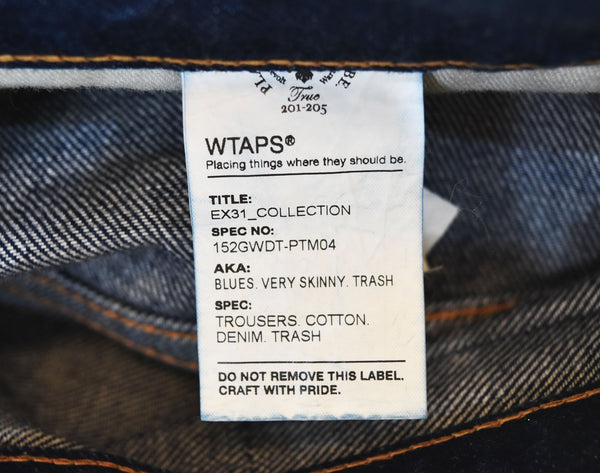 True
201-205
WTAPS®
Placing things where they should be.
TITLE:
EX31_COLLECTION
SPEC NO:
152GWDT-PTM04
AKA:
BLUES. VERY SKINNY. TRASH
SPEC:
TROUSERS. COTTON.
DENIM. TRASH
DO NOT REMOVE THIS LABEL.
CRAFT WITH PRIDE.